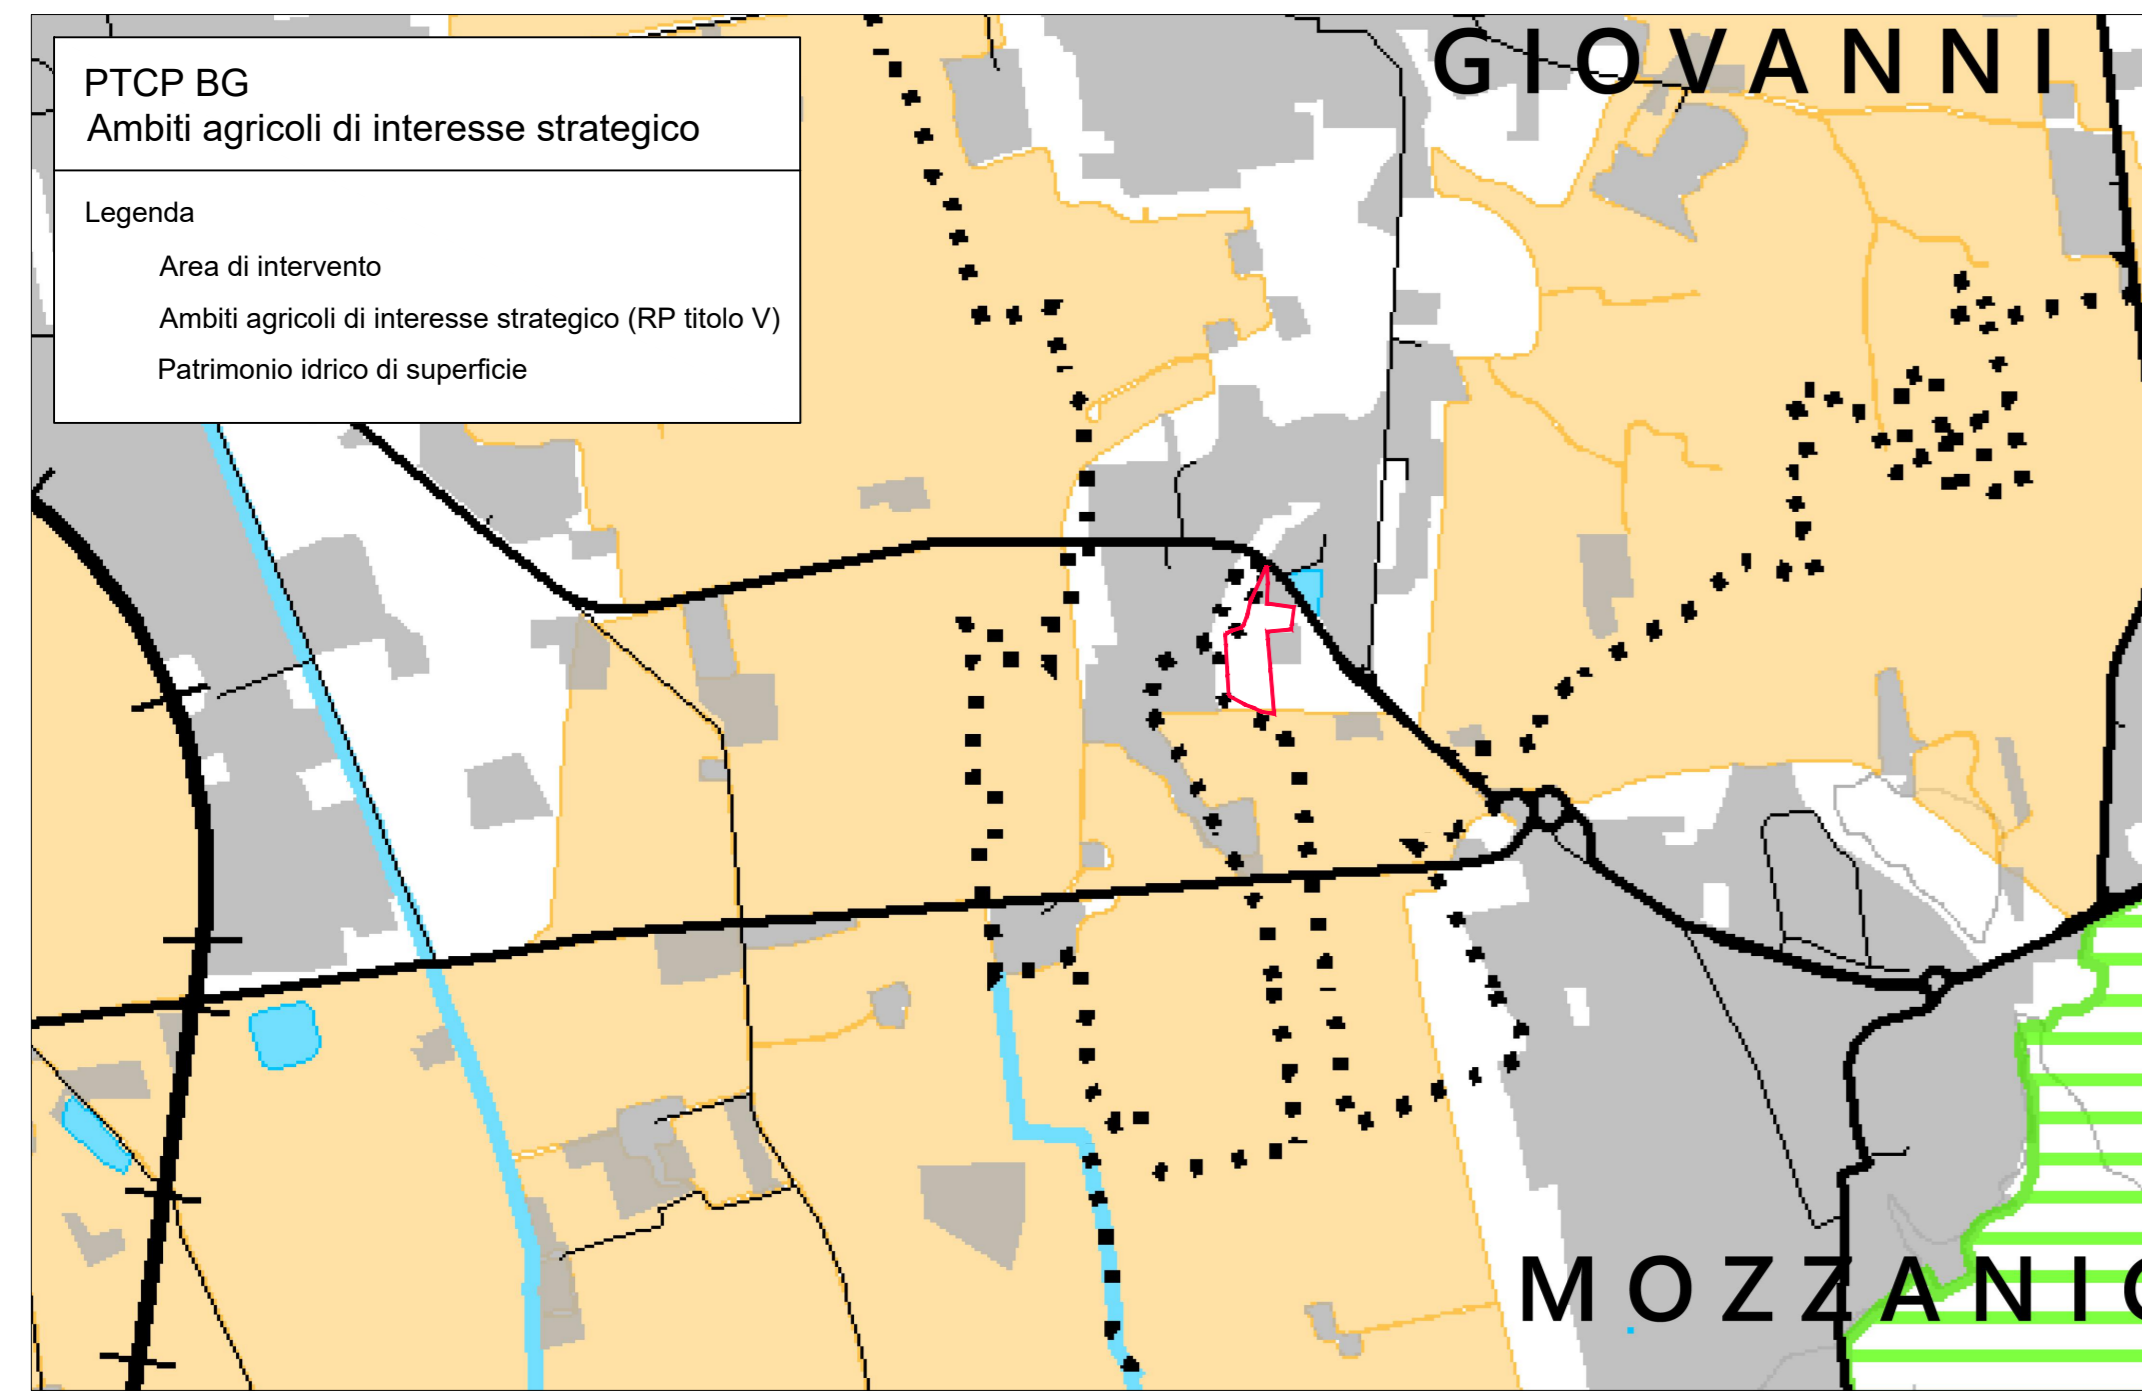 PTCP BG
Ambiti agricoli di interesse strategico
Legenda
Area di intervento
Ambiti agricoli di interesse strategico (RP titolo V)
Patrimonio idrico di superficie
GIOVANNI
MOZZANIC